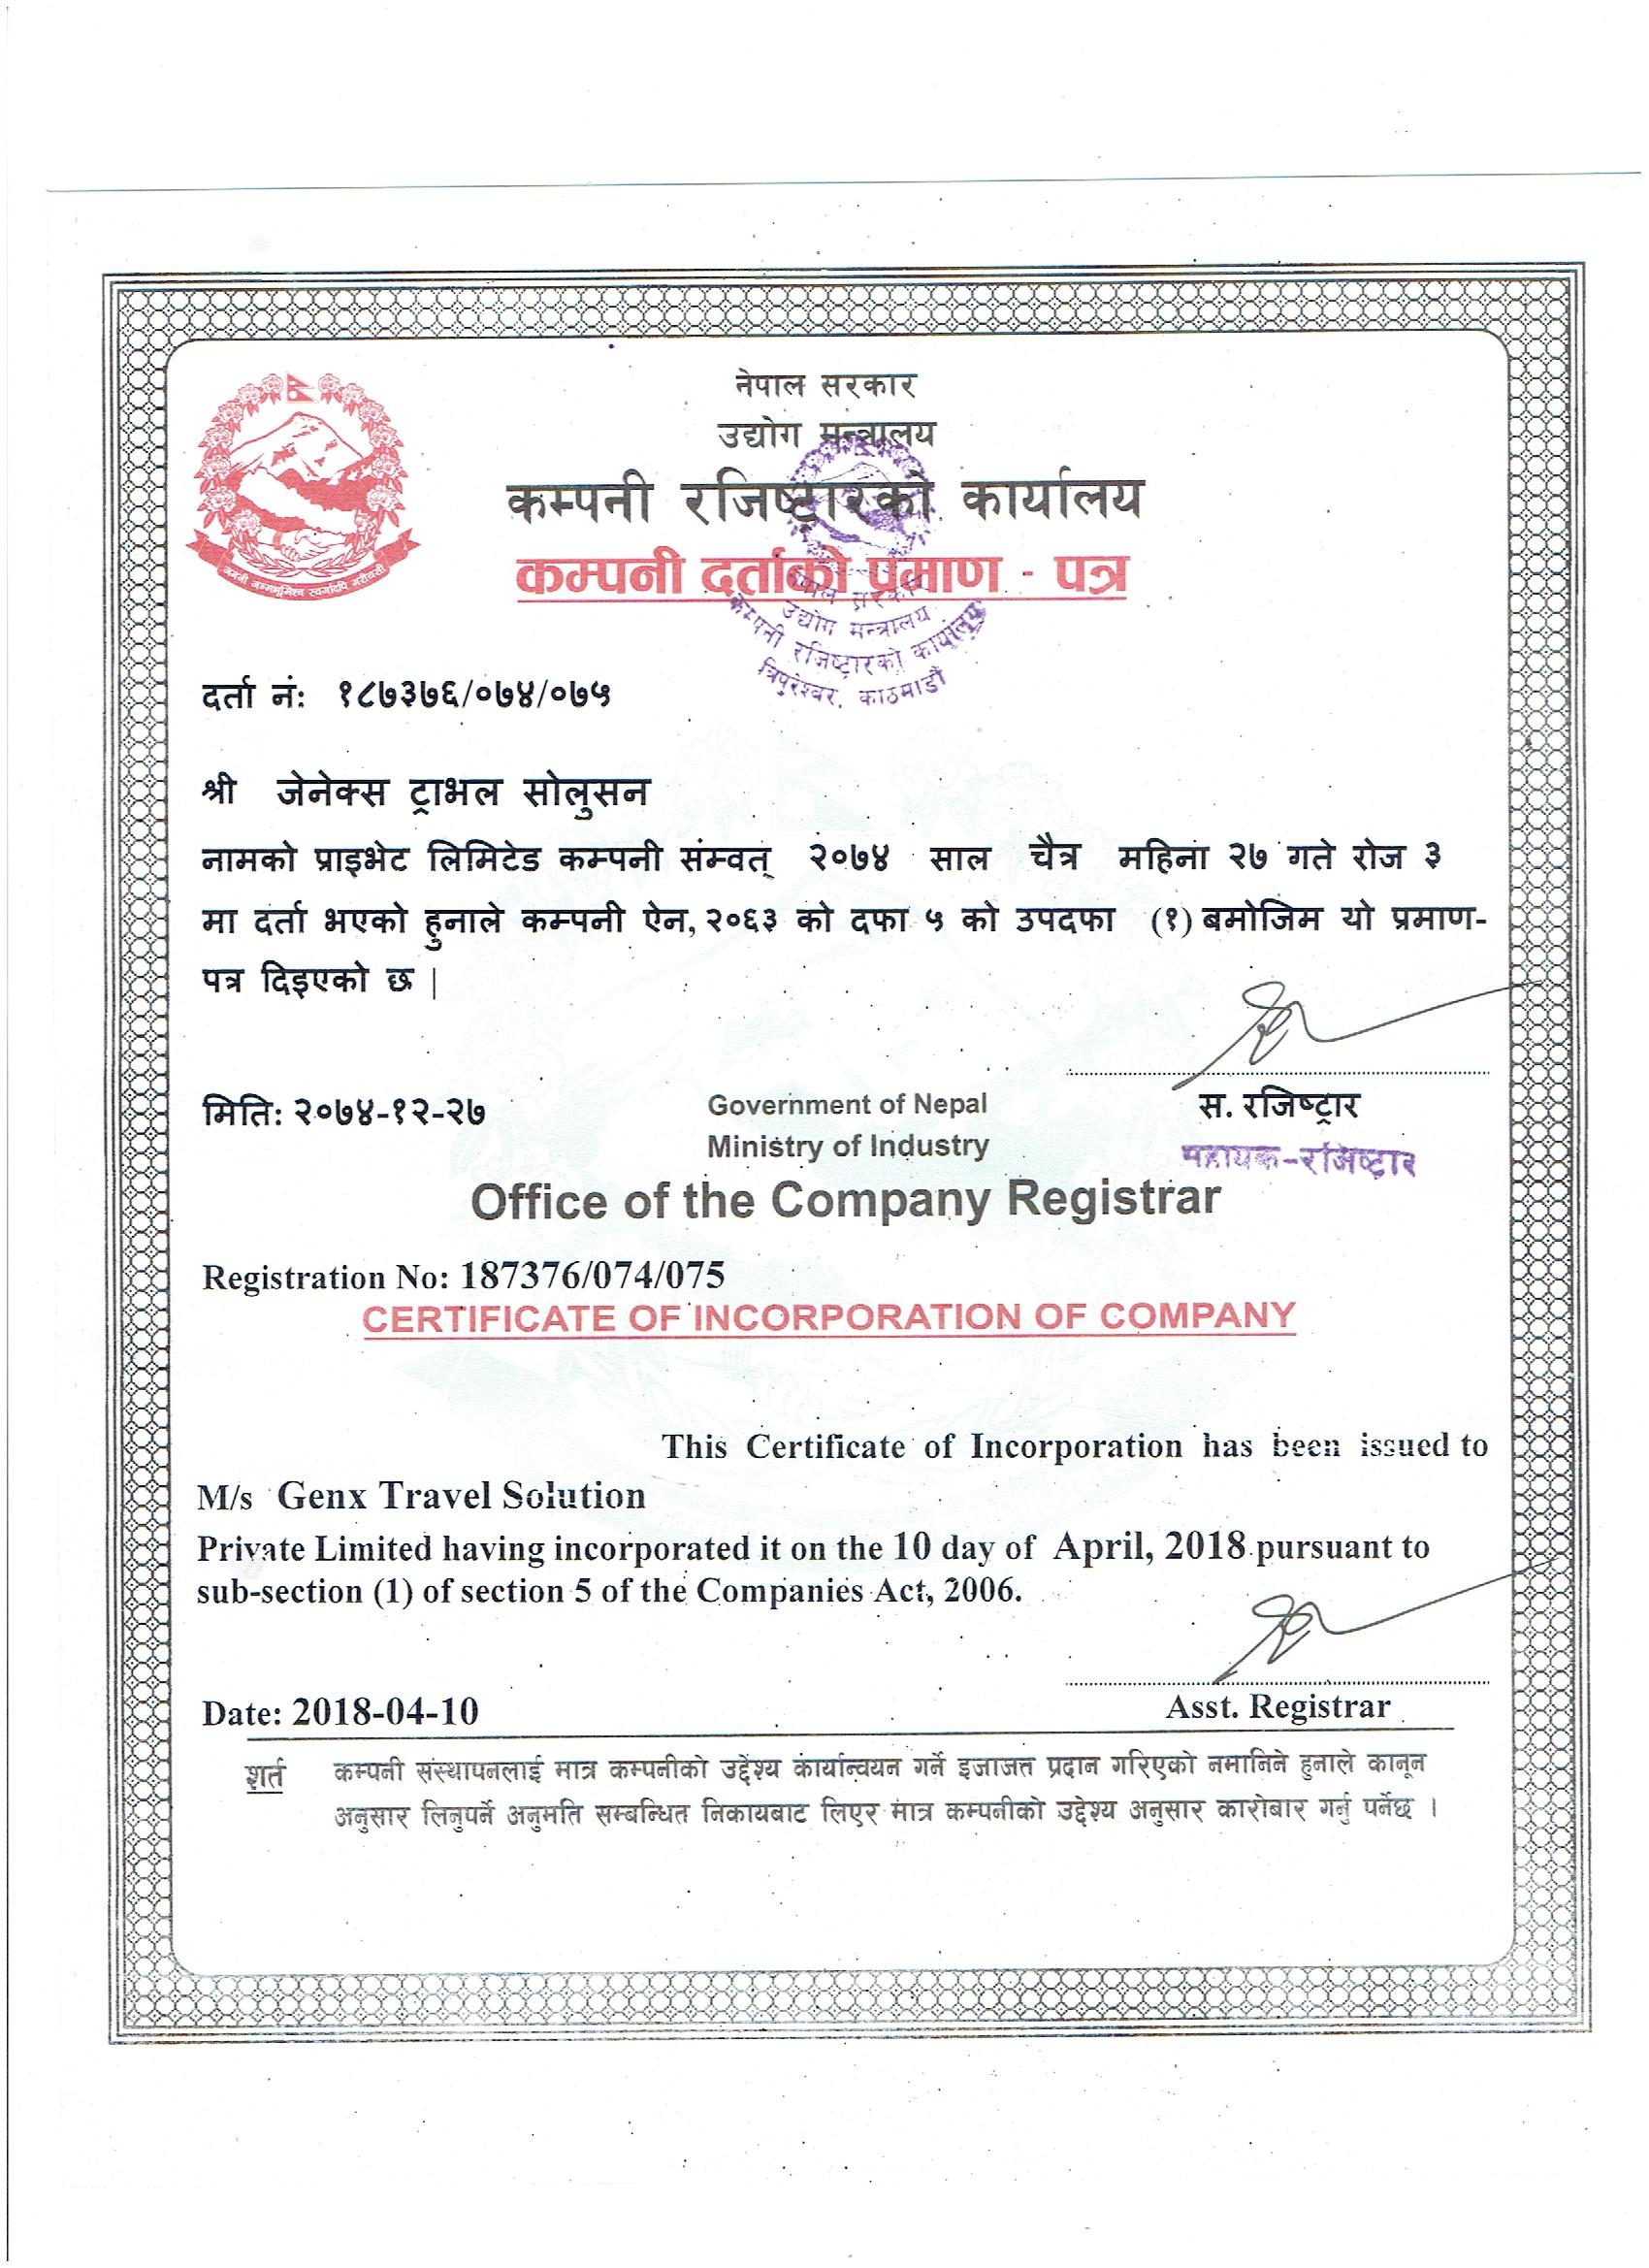 नेपाल सरकार
उद्योग मन्त्रालय
कम्पनी रजिष्ट्रारको कार्यालय
कम्पनी दर्ताको प्रमाण - पत्र
जननी जन्मभूमिश्च स्वर्गादपि गरीयसी
नेपाल सरकार
उद्योग मन्त्रालय
कम्पनी रजिष्ट्रारको कार्यालय
त्रिपुरेश्वर, काठमाडौं
दर्ता नं: १८७३७६/०७४/०७५
श्री जेनेक्स ट्राभल सोलुसन
नामको प्राइभेट लिमिटेड कम्पनी संम्वत् २०७४ साल चैत्र महिना २७ गते रोज ३
मा दर्ता भएको हुनाले कम्पनी ऐन, २०६३ को दफा ५ को उपदफा (१) बमोजिम यो प्रमाण-
पत्र दिइएको छ |
मिति: २०७४-१२-२७
स. रजिष्ट्रार
सहायक-रजिष्ट्रार
Government of Nepal
Ministry of Industry
Office of the Company Registrar
Registration No: 187376/074/075
CERTIFICATE OF INCORPORATION OF COMPANY
This Certificate of Incorporation has been issued to
M/s Genx Travel Solution
Private Limited having incorporated it on the 10 day of April, 2018 pursuant to
sub-section (1) of section 5 of the Companies Act, 2006.
Date: 2018-04-10
Asst. Registrar
शर्त कम्पनी संस्थापनलाई मात्र कम्पनीको उद्देश्य कार्यान्वयन गर्ने इजाजत प्रदान गरिएको नमानिने हुनाले कानून
अनुसार लिनुपर्ने अनुमति सम्बन्धित निकायबाट लिएर मात्र कम्पनीको उद्देश्य अनुसार कारोबार गर्नु पर्नेछ ।